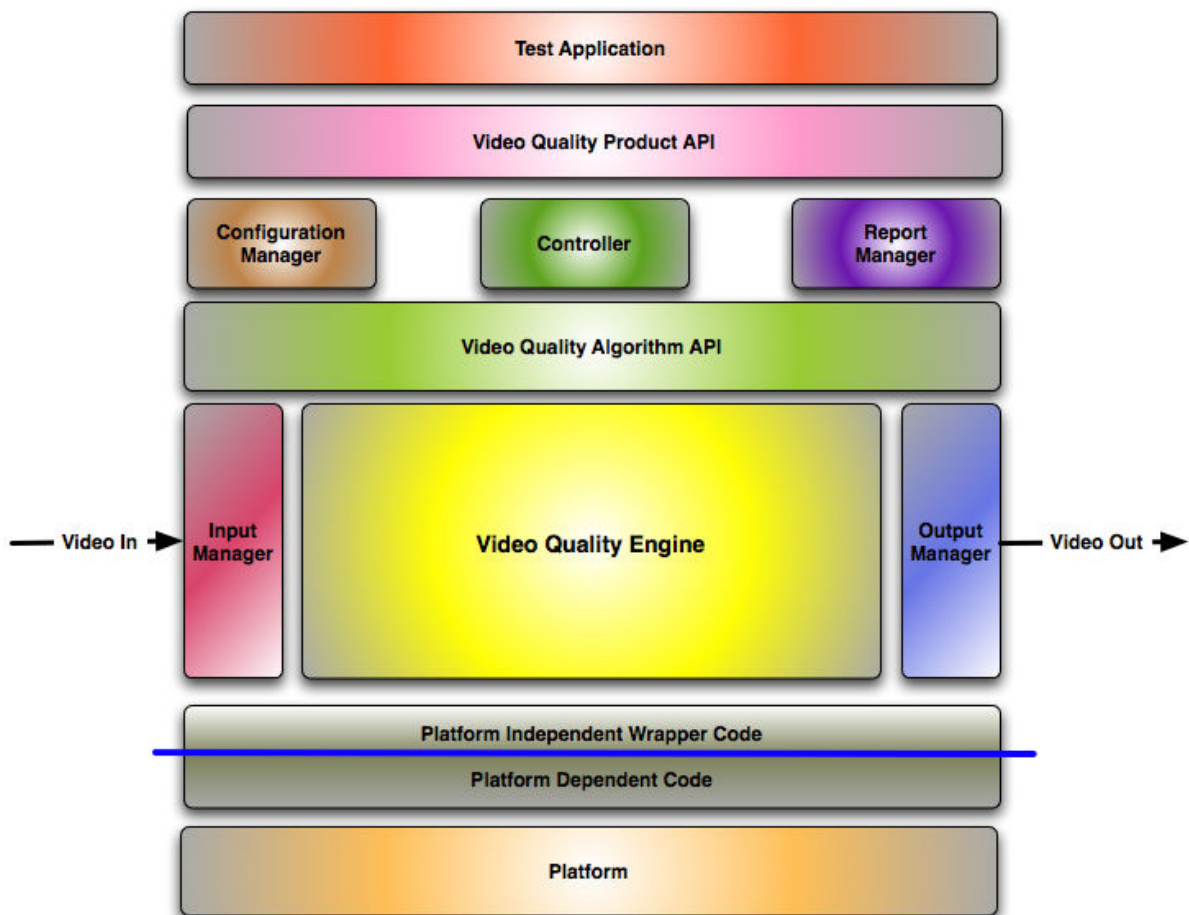 Test Application
Video Quality Product API
Configuration
Manager
Controller
Report
Manager
Video Quality Algorithm API
Video In
Input
Manager
Video Quality Engine
Output
Manager
Video Out
Platform Independent Wrapper Code
Platform Dependent Code
Platform